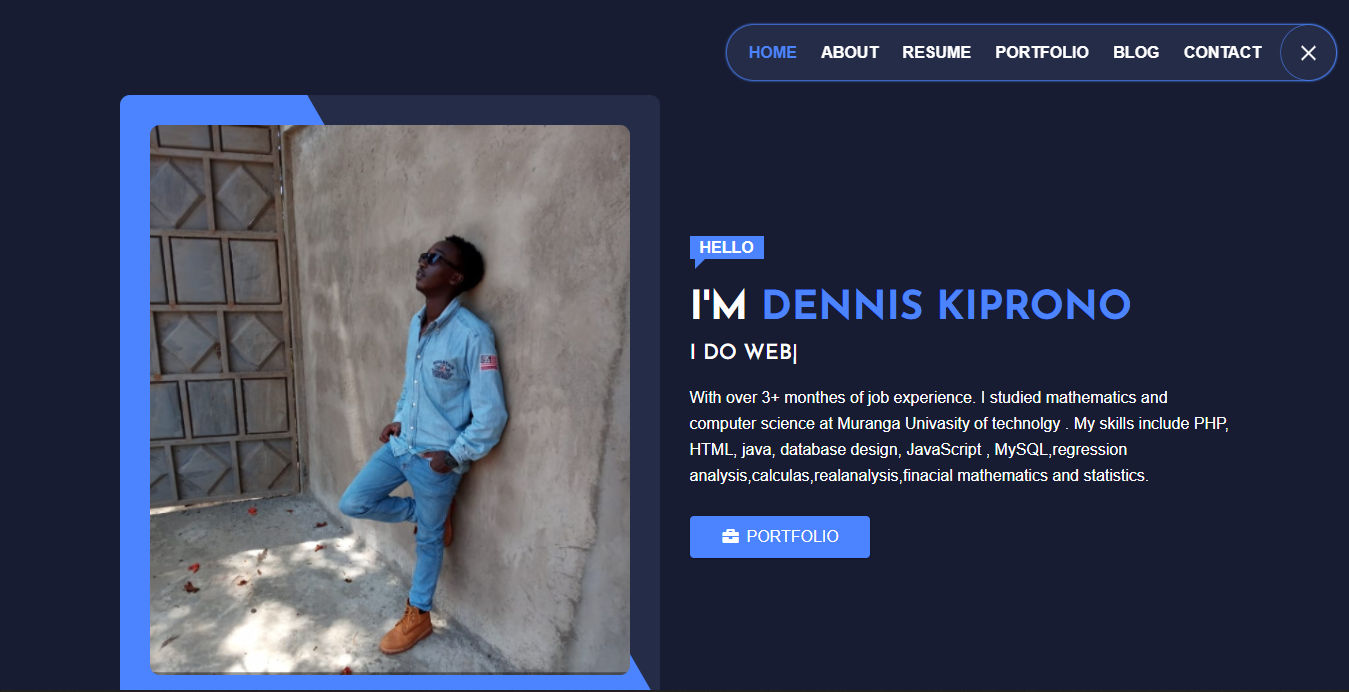 HOME ABOUT RESUME PORTFOLIO BLOG CONTACT
HELLO
I'M DENNIS KIPRONO
I DO WEB|
With over 3+ monthes of job experience. I studied mathematics and
computer science at Muranga Univasity of technolgy . My skills include PHP,
HTML, java, database design, JavaScript , MySQL,regression
analysis,calculas,realanalysis,finacial mathematics and statistics.
PORTFOLIO